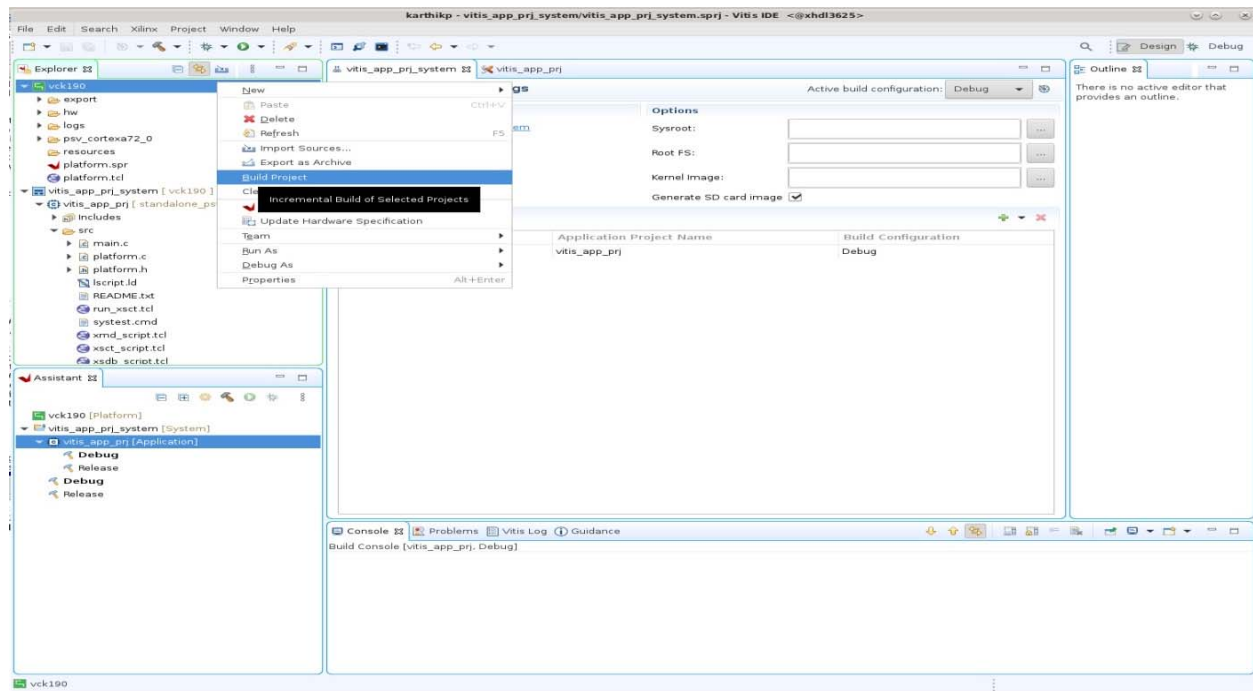 karthikp - vitis_app_prj_system/vitis_app_prj_system.sprj - Vitis IDE <@xhdl3625>
File Edit Search Xilinx Project Window Help
Design Debug
Explorer
vck190
export
hw
logs
psv_cortexa72_0
resources
platform.spr
platform.tcl
vitis_app_prj_system [ vck190 ]
vitis_app_prj [ standalone_ps
Includes
src
main.c
platform.c
platform.h
lscript.ld
README.txt
run_xsct.tcl
systest.cmd
xmd_script.tcl
xsct_script.tcl
xsdb_script.tcl
New
Paste Ctrl+V
Delete
Refresh F5
Import Sources...
Export as Archive
Build Project
Cle
Incremental Build of Selected Projects
Update Hardware Specification
Team
Run As
Debug As
Properties Alt+Enter
vitis_app_prj_system vitis_app_prj
gs Active build configuration: Debug
Options
em Sysroot: ...
Root FS: ...
Kernel Image: ...
Generate SD card image
Application Project Name Build Configuration
vitis_app_prj Debug
Outline
There is no active editor that
provides an outline.
Assistant
vck190 [Platform]
vitis_app_prj_system [System]
vitis_app_prj [Application]
Debug
Release
Debug
Release
Console Problems Vitis Log Guidance
Build Console [vitis_app_prj, Debug]
vck190